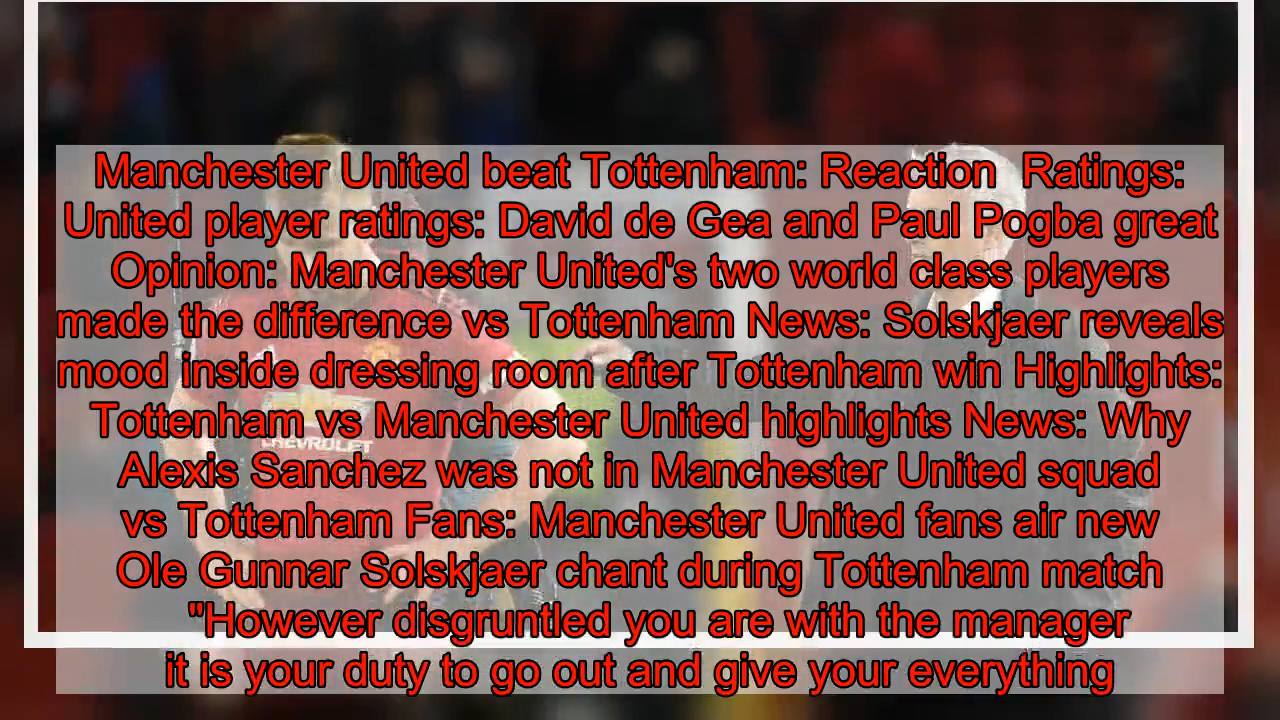 Manchester United beat Tottenham: Reaction  Ratings:
United player ratings: David de Gea and Paul Pogba great
Opinion: Manchester United's two world class players
made the difference vs Tottenham News: Solskjaer reveals
mood inside dressing room after Tottenham win Highlights:
Tottenham vs Manchester United highlights News: Why
Alexis Sanchez was not in Manchester United squad
vs Tottenham Fans: Manchester United fans air new
Ole Gunnar Solskjaer chant during Tottenham match
"However disgruntled you are with the manager
it is your duty to go out and give your everything
CHEVROLET